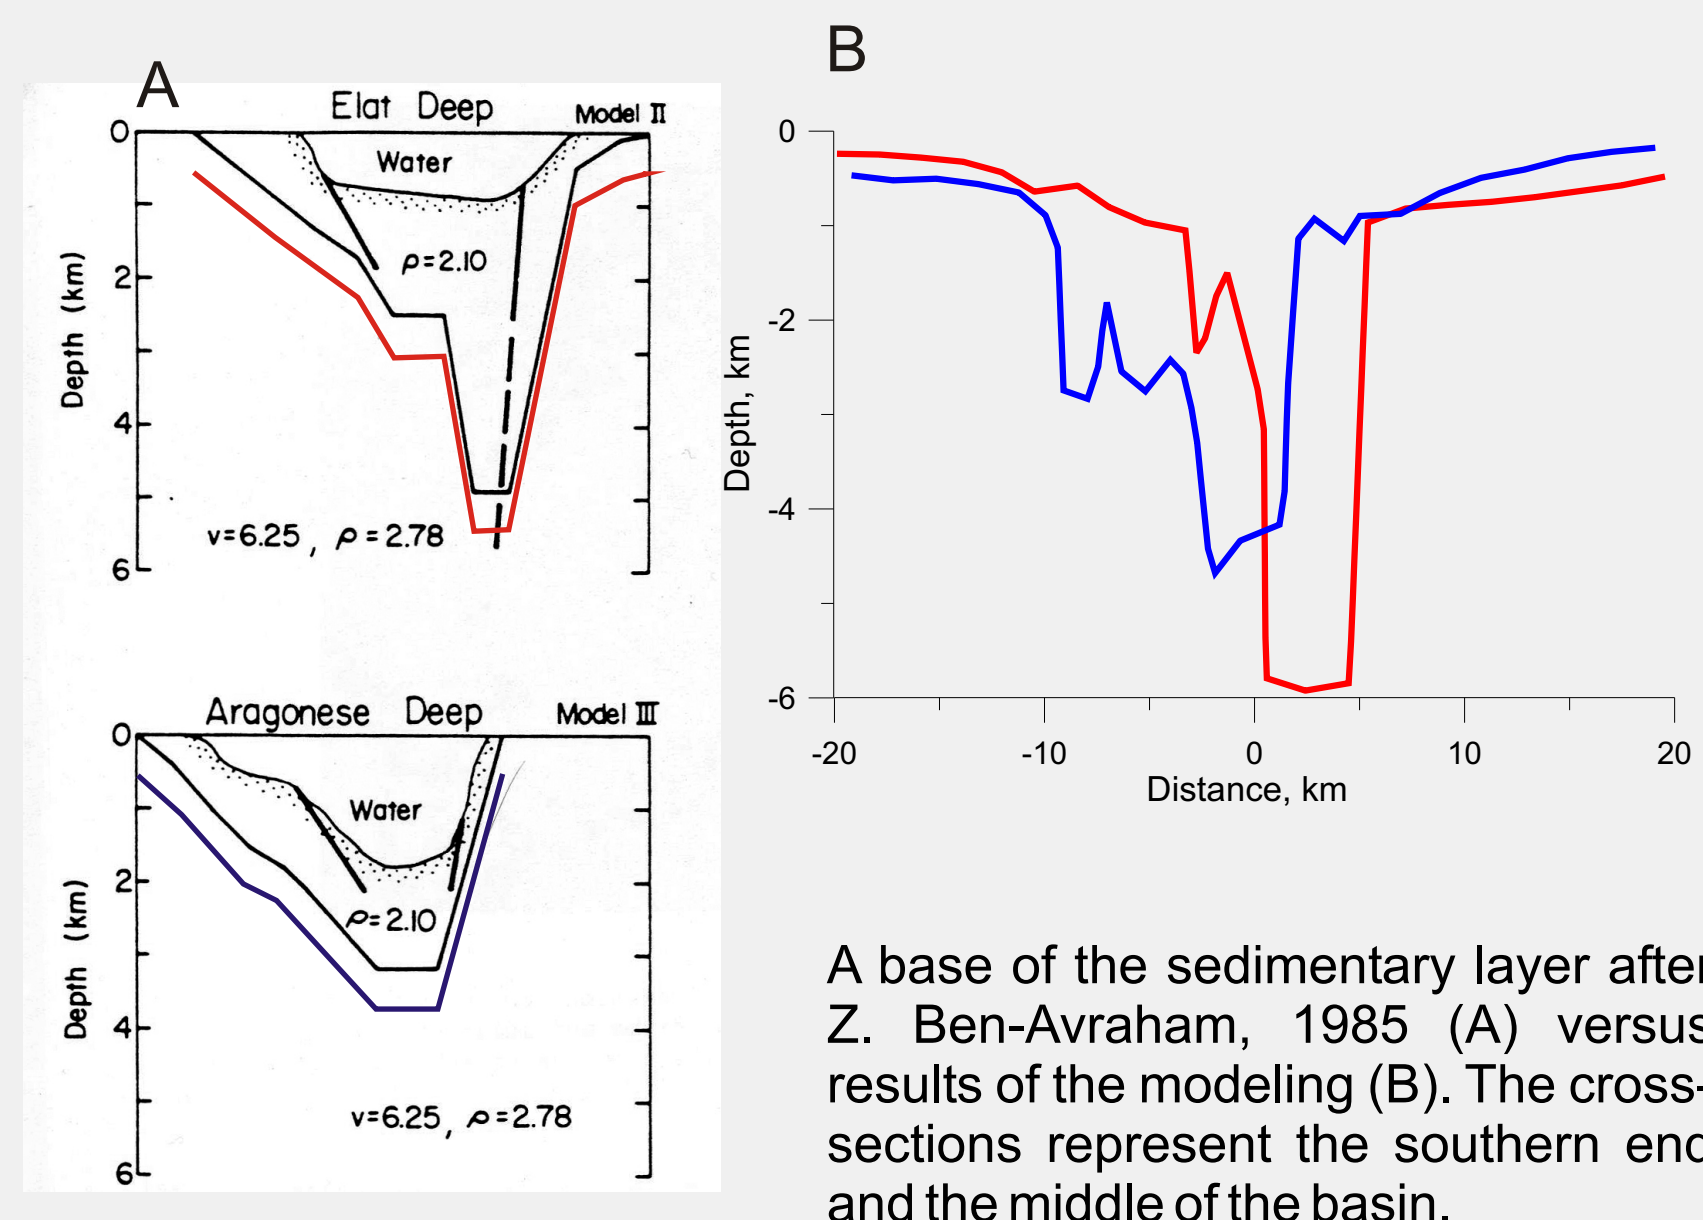 A
Elat Deep
Model II
0
Water
ρ=2.10
2
Depth (km)
4
v=6.25, ρ=2.78
6
Aragonese Deep
Model III
0
Water
2
ρ=2.10
Depth (km)
4
v=6.25, ρ=2.78
6
B
0
-2
Depth, km
-4
-6
-20 -10 0 10 20
Distance, km
A base of the sedimentary layer after
Z. Ben-Avraham, 1985 (A) versus
results of the modeling (B). The cross-
sections represent the southern end
and the middle of the basin.